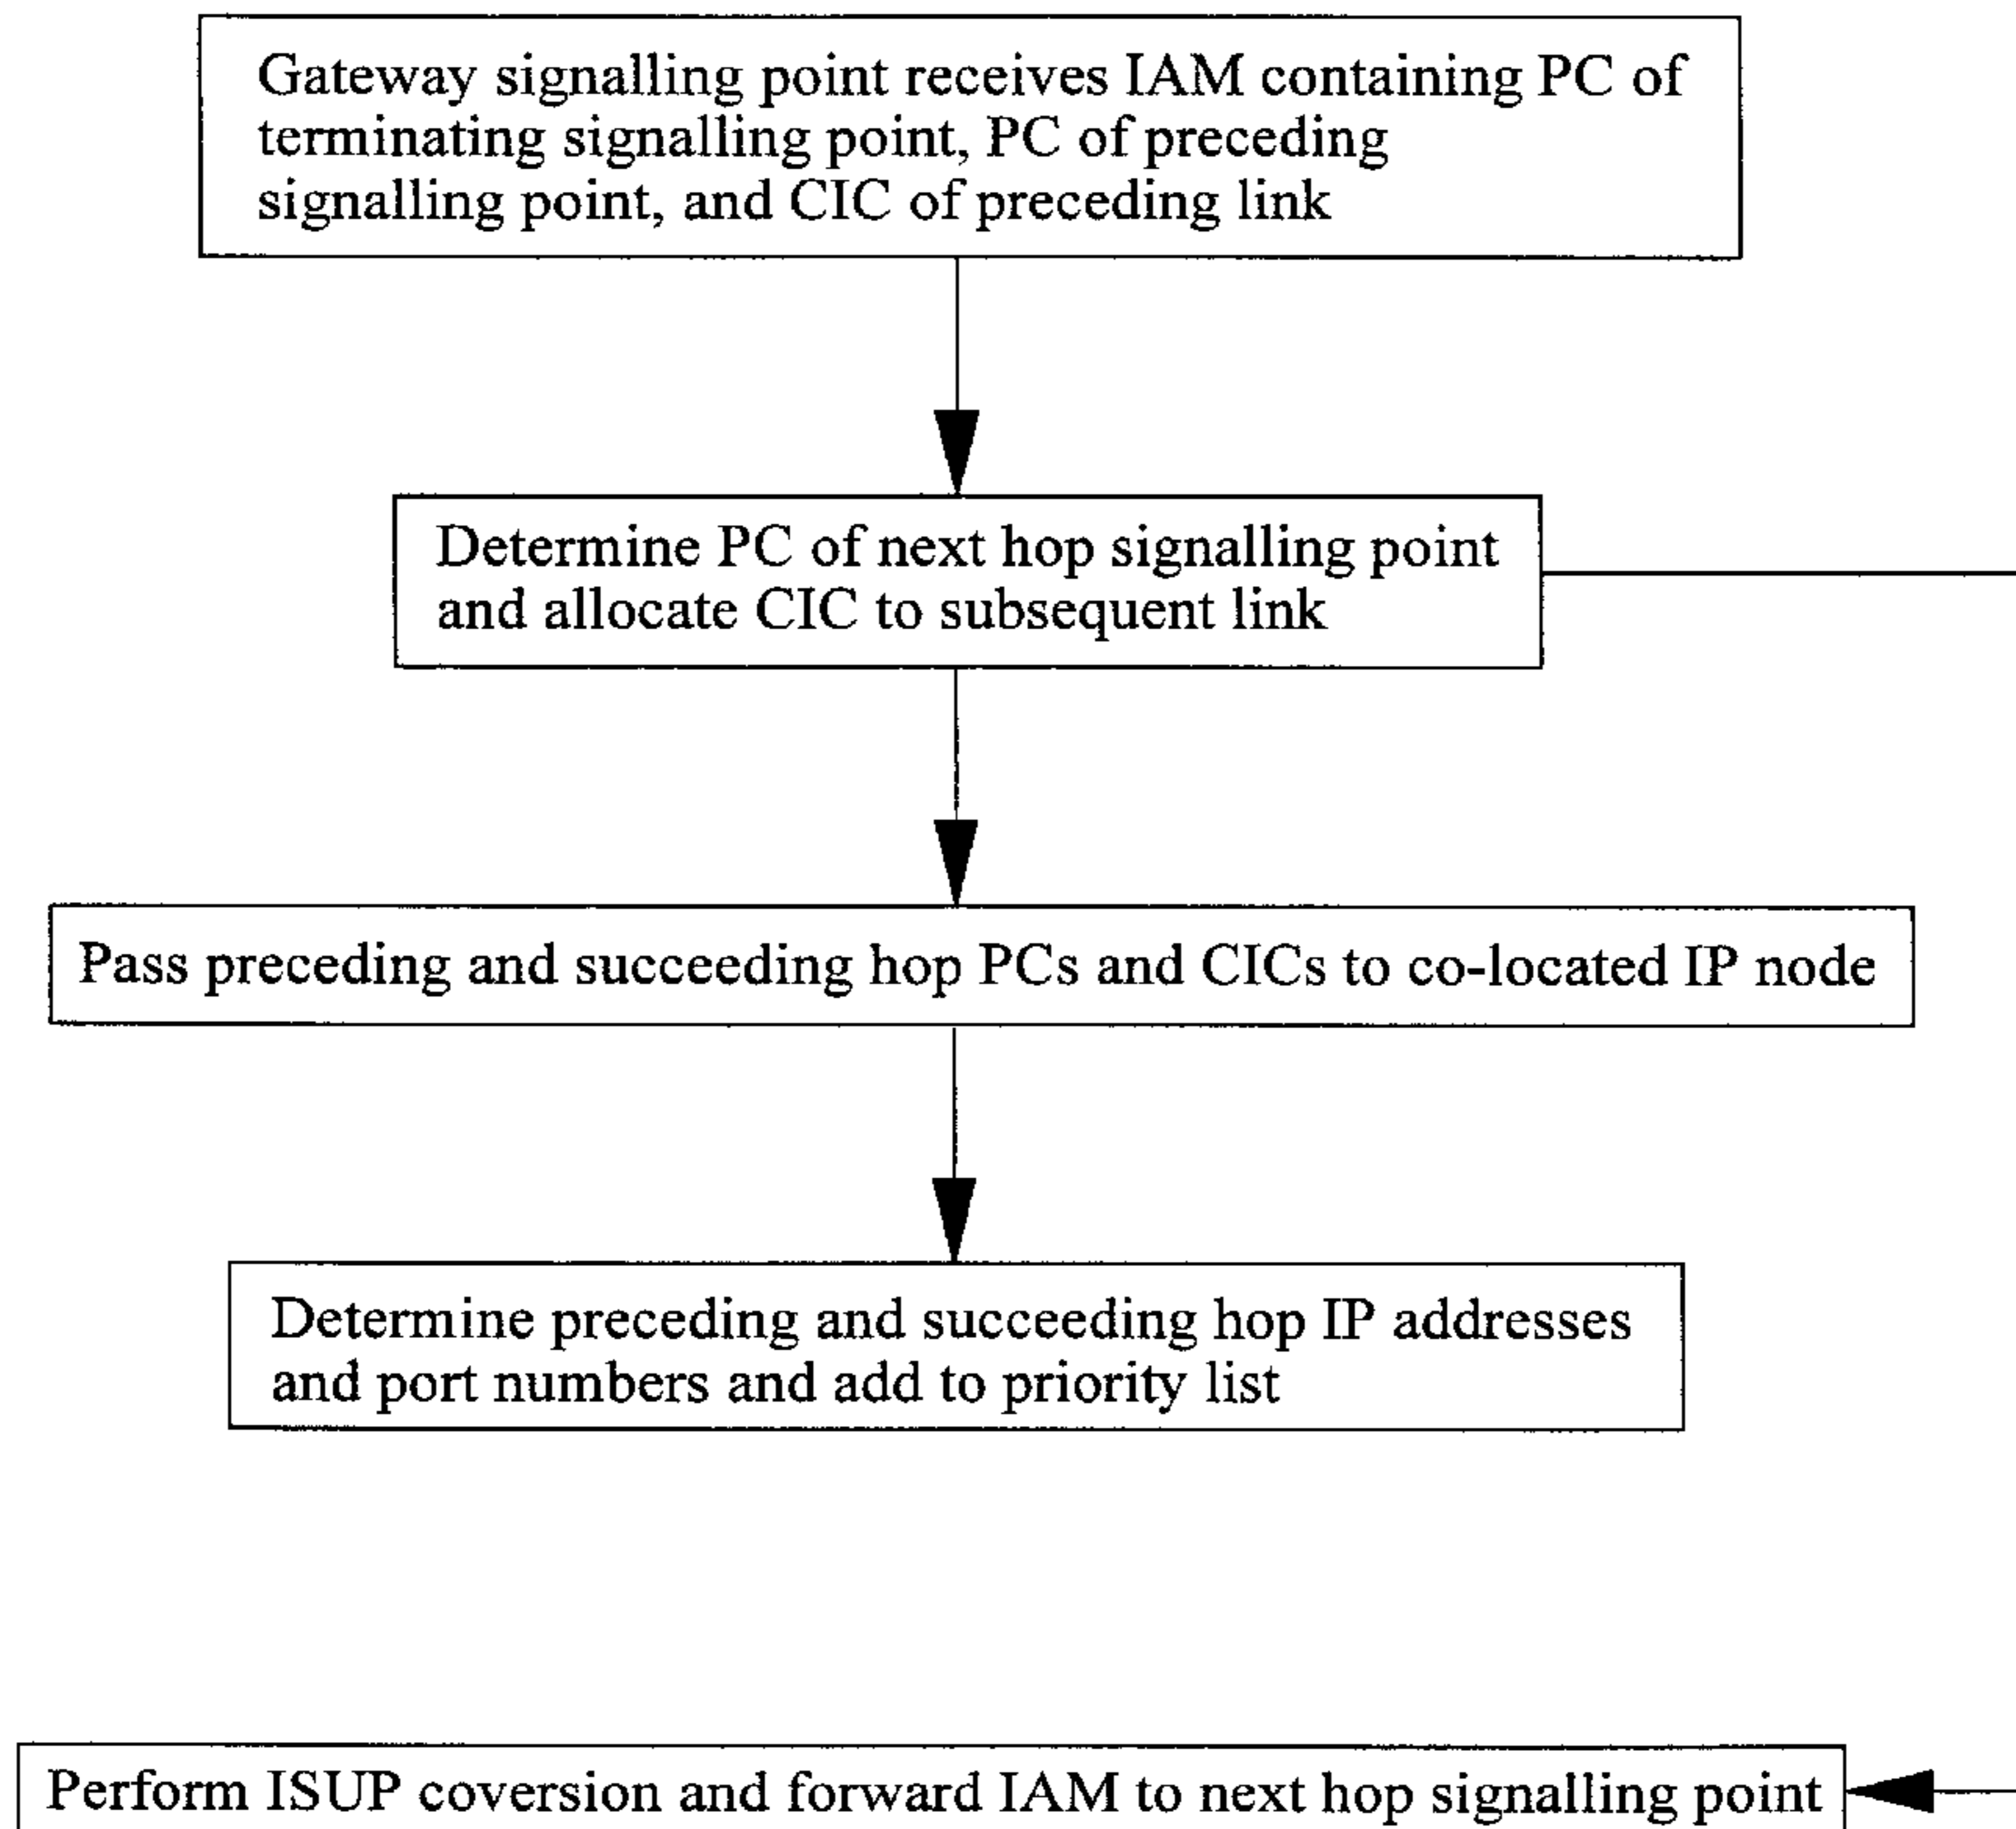 Gateway signalling point receives IAM containing PC of
terminating signalling point, PC of preceding
signalling point, and CIC of preceding link
Determine PC of next hop signalling point
and allocate CIC to subsequent link
Pass preceding and succeeding hop PCs and CICs to co-located IP node
Determine preceding and succeeding hop IP addresses
and port numbers and add to priority list
Perform ISUP coversion and forward IAM to next hop signalling point